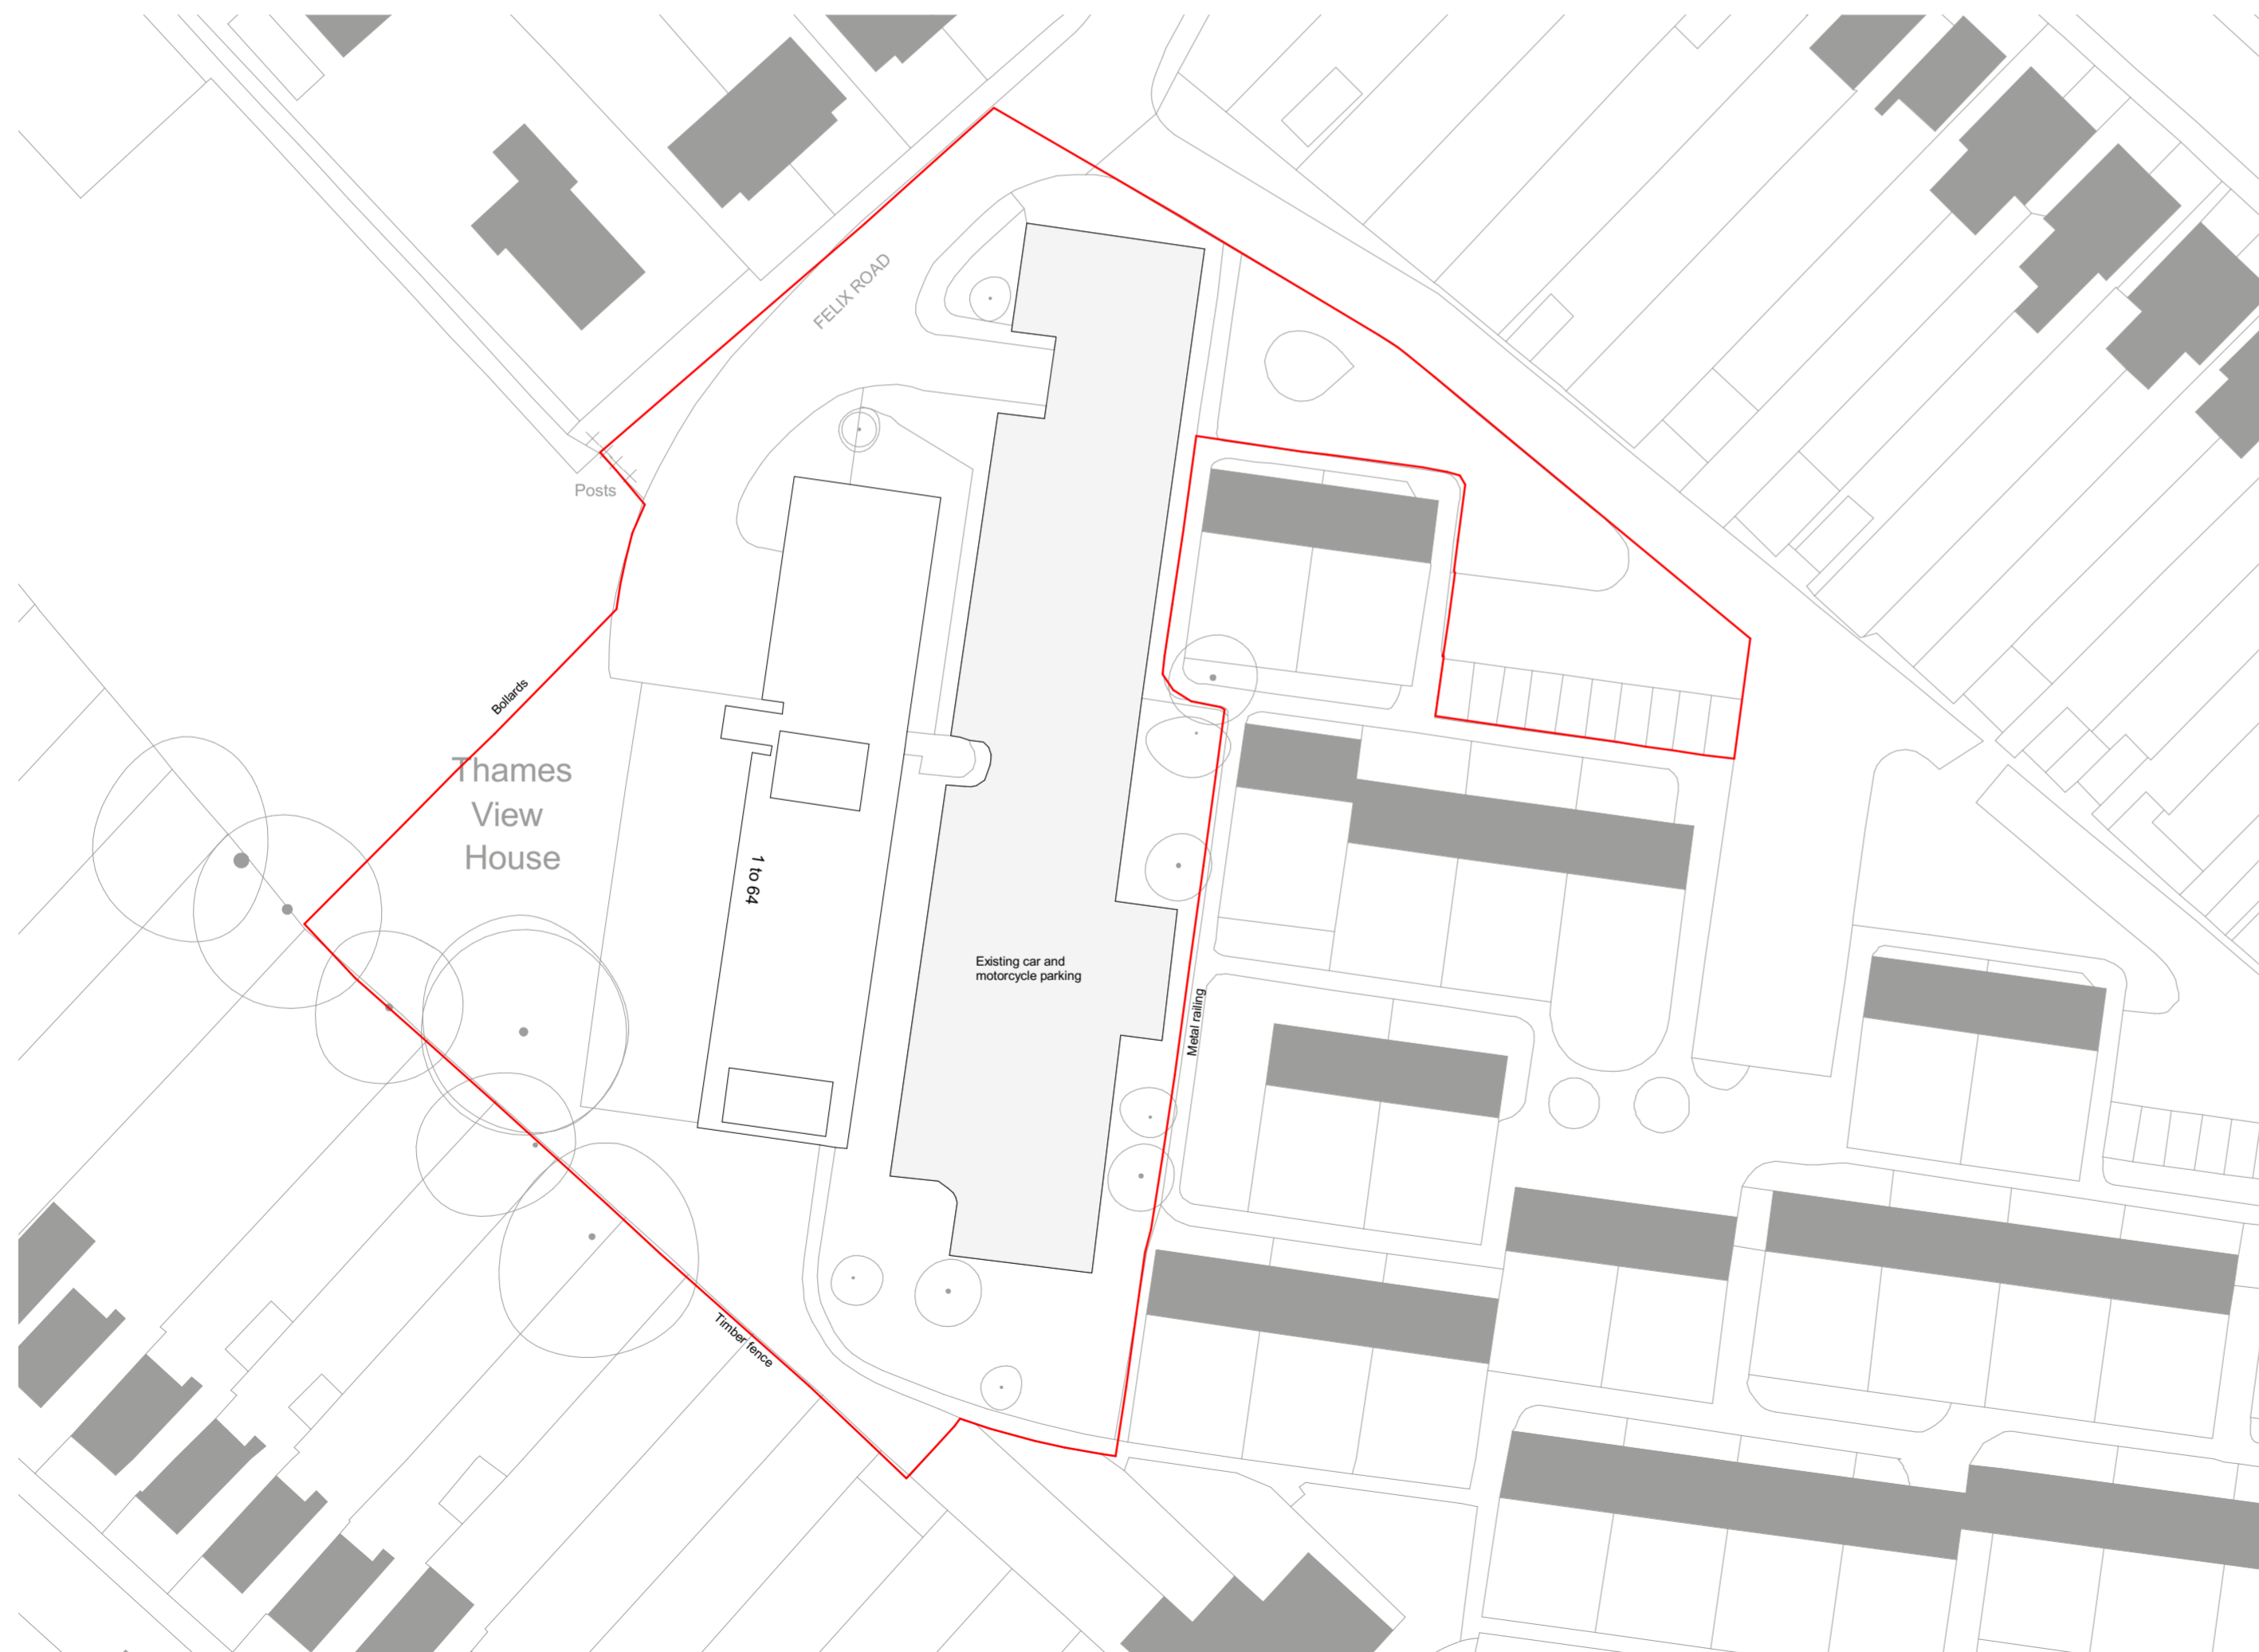 FELIX ROAD
Posts
Bollards
Thames
View
House
1 to 64
Existing car and
motorcycle parking
Metal railing
Timber fence